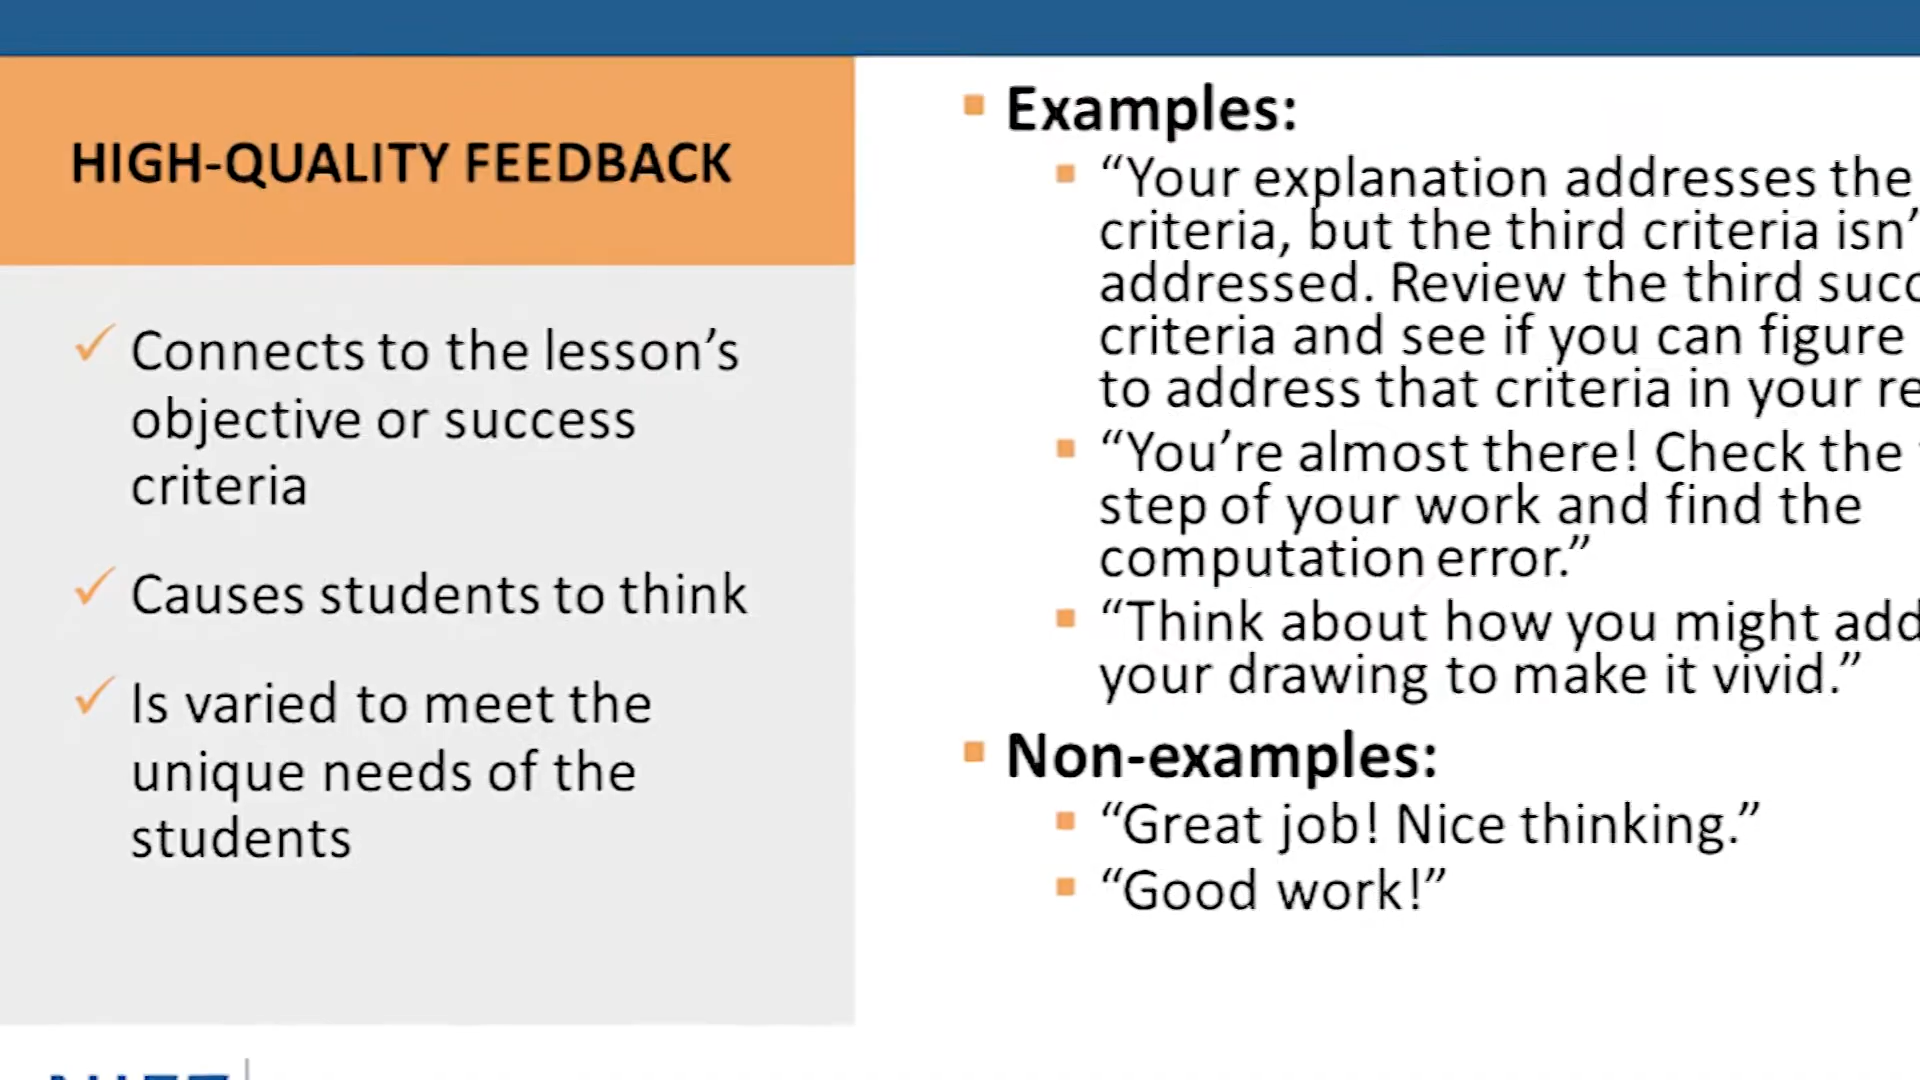 HIGH-QUALITY FEEDBACK
Connects to the lesson’s
objective or success
criteria
Causes students to think
Is varied to meet the
unique needs of the
students
Examples:
“Your explanation addresses the
criteria, but the third criteria isn’
addressed. Review the third succ
criteria and see if you can figure
to address that criteria in your re
“You’re almost there! Check the
step of your work and find the
computation error.”
“Think about how you might add
your drawing to make it vivid.”
Non-examples:
“Great job! Nice thinking.”
“Good work!”